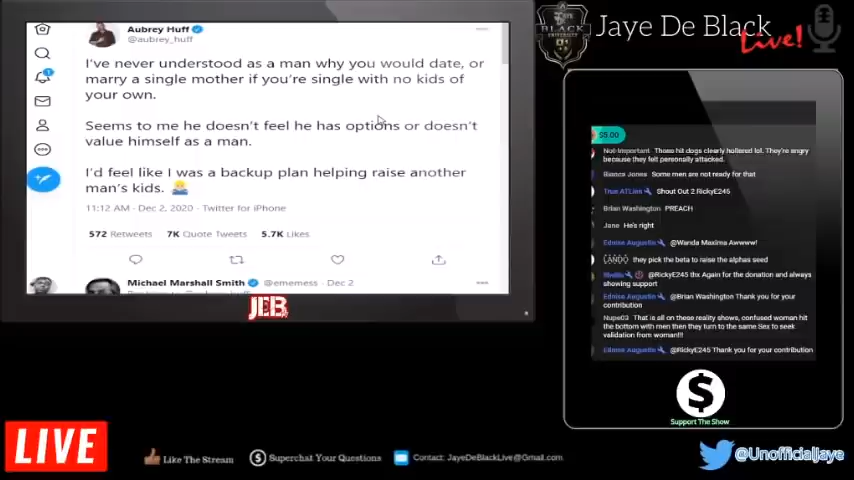 Aubrey Huff
@aubrey_huff
I've never understood as a man why you would date, or
marry a single mother if you're single with no kids of
your own.
Seems to me he doesn't feel he has options or doesn't
value himself as a man.
I'd feel like I was a backup plan helping raise another
man's kids.
11:12 AM - Dec 2, 2020 - Twitter for iPhone
572 Retweets 7K Quote Tweets 5.7K Likes
Michael Marshall Smith @ememess - Dec 2
JEB
BLACK
Jaye De Black
Live!
$5.00
Those hit dogs clearly hollered lol. They're angry
because they felt personally attacked.
Bianca Jones Some men are not ready for that
True ATLien Shout Out 2 RickyE245
Brian Washington PREACH
Jane He's right
Ednise Augustin @Wanda Maxima Awwww!
LANDO they pick the beta to raise the alphas seed
@RickyE245 thx Again for the donation and always
showing support
Ednise Augustin @Brian Washington Thank you for your
contribution
Nupe03 That is all on these reality shows, confused woman hit
the bottom with men then they turn to the same Sex to seek
validation from woman!!!
Ednise Augustin @RickyE245 Thank you for your contribution
$
Support The Show
LIVE
Like The Stream
$ Superchat Your Questions
Contact: JayeDeBlackLive@Gmail.com
@UnofficialJaye